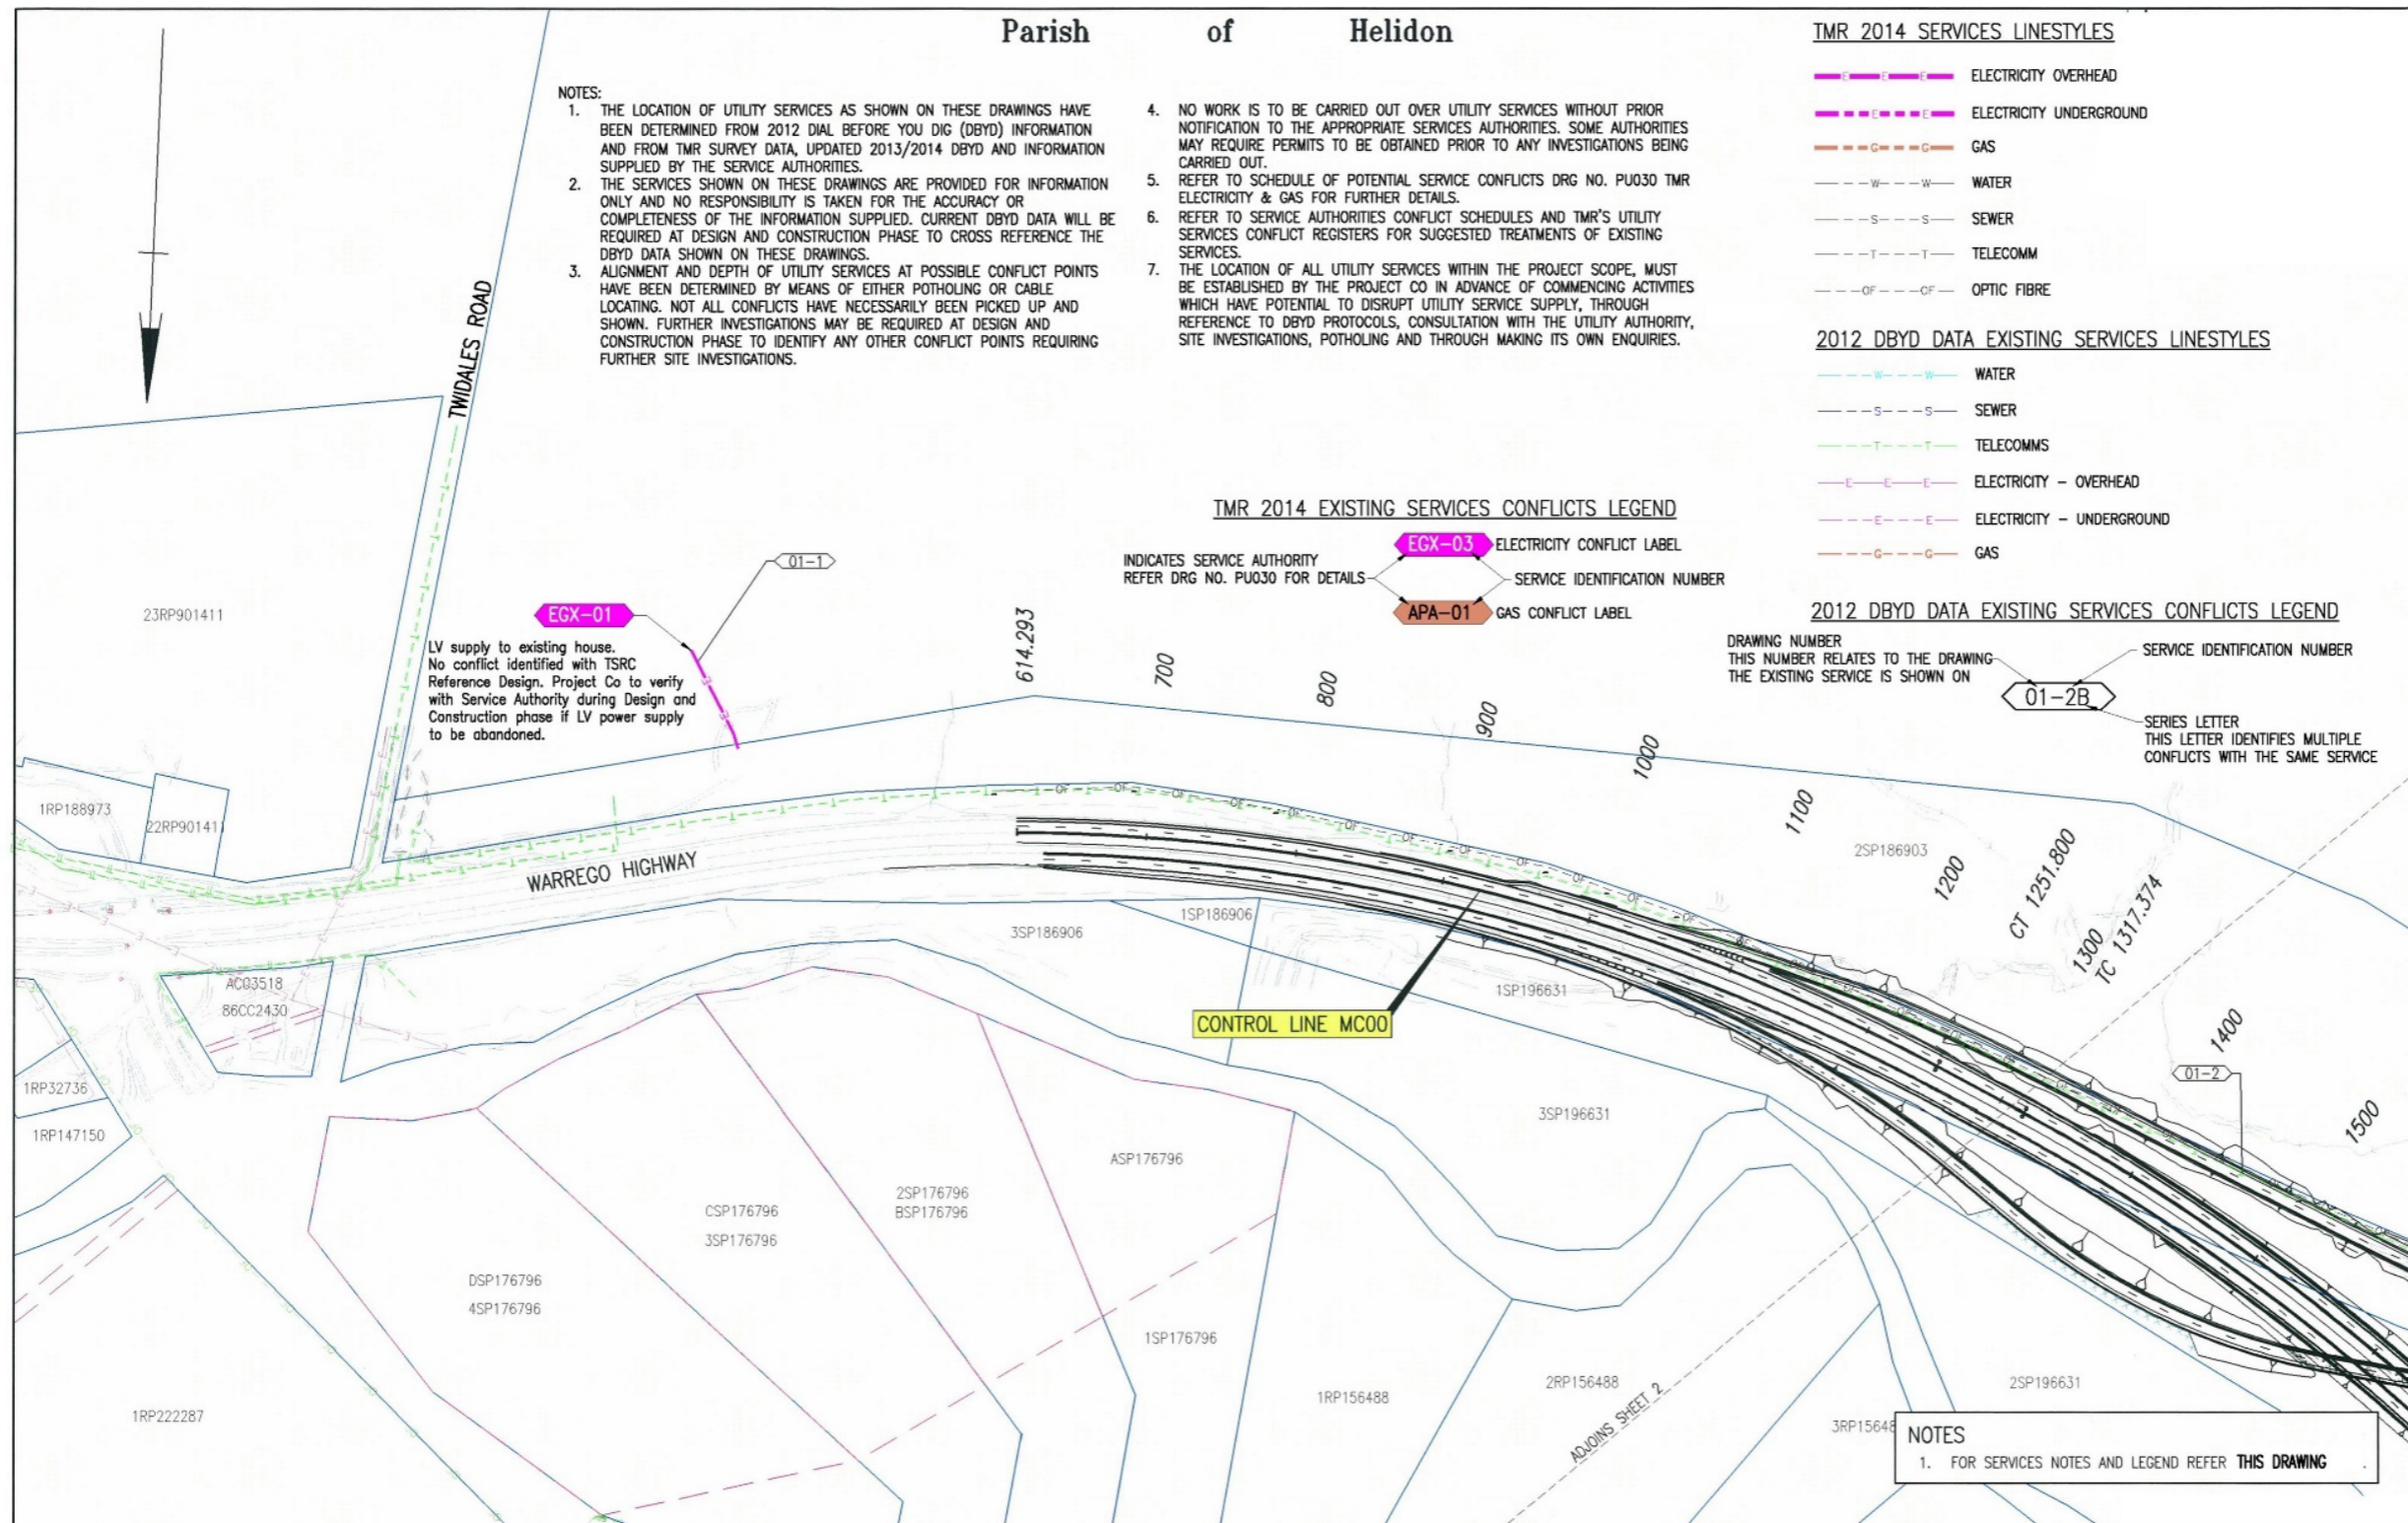 Parish of Helidon
NOTES:
1. THE LOCATION OF UTILITY SERVICES AS SHOWN ON THESE DRAWINGS HAVE
BEEN DETERMINED FROM 2012 DIAL BEFORE YOU DIG (DBYD) INFORMATION
AND FROM TMR SURVEY DATA, UPDATED 2013/2014 DBYD AND INFORMATION
SUPPLIED BY THE SERVICE AUTHORITIES.
2. THE SERVICES SHOWN ON THESE DRAWINGS ARE PROVIDED FOR INFORMATION
ONLY AND NO RESPONSIBILITY IS TAKEN FOR THE ACCURACY OR
COMPLETENESS OF THE INFORMATION SUPPLIED. CURRENT DBYD DATA WILL BE
REQUIRED AT DESIGN AND CONSTRUCTION PHASE TO CROSS REFERENCE THE
DBYD DATA SHOWN ON THESE DRAWINGS.
3. ALIGNMENT AND DEPTH OF UTILITY SERVICES AT POSSIBLE CONFLICT POINTS
HAVE BEEN DETERMINED BY MEANS OF EITHER POTHOLING OR CABLE
LOCATING. NOT ALL CONFLICTS HAVE NECESSARILY BEEN PICKED UP AND
SHOWN. FURTHER INVESTIGATIONS MAY BE REQUIRED AT DESIGN AND
CONSTRUCTION PHASE TO IDENTIFY ANY OTHER CONFLICT POINTS REQUIRING
FURTHER SITE INVESTIGATIONS.
4. NO WORK IS TO BE CARRIED OUT OVER UTILITY SERVICES WITHOUT PRIOR
NOTIFICATION TO THE APPROPRIATE SERVICES AUTHORITIES. SOME AUTHORITIES
MAY REQUIRE PERMITS TO BE OBTAINED PRIOR TO ANY INVESTIGATIONS BEING
CARRIED OUT.
5. REFER TO SCHEDULE OF POTENTIAL SERVICE CONFLICTS DRG NO. PU030 TMR
ELECTRICITY & GAS FOR FURTHER DETAILS.
6. REFER TO SERVICE AUTHORITIES CONFLICT SCHEDULES AND TMR'S UTILITY
SERVICES CONFLICT REGISTERS FOR SUGGESTED TREATMENTS OF EXISTING
SERVICES.
7. THE LOCATION OF ALL UTILITY SERVICES WITHIN THE PROJECT SCOPE, MUST
BE ESTABLISHED BY THE PROJECT CO IN ADVANCE OF COMMENCING ACTIVITIES
WHICH HAVE POTENTIAL TO DISRUPT UTILITY SERVICE SUPPLY, THROUGH
REFERENCE TO DBYD PROTOCOLS, CONSULTATION WITH THE UTILITY AUTHORITY,
SITE INVESTIGATIONS, POTHOLING AND THROUGH MAKING ITS OWN ENQUIRIES.
TMR 2014 SERVICES LINESTYLES
E E E ELECTRICITY OVERHEAD
E E ELECTRICITY UNDERGROUND
G G GAS
W W WATER
S S SEWER
T T TELECOMM
OF OF OPTIC FIBRE
2012 DBYD DATA EXISTING SERVICES LINESTYLES
W W WATER
S S SEWER
T T TELECOMMS
E E E ELECTRICITY - OVERHEAD
E E ELECTRICITY - UNDERGROUND
G G GAS
TMR 2014 EXISTING SERVICES CONFLICTS LEGEND
EGX-03 ELECTRICITY CONFLICT LABEL
INDICATES SERVICE AUTHORITY
REFER DRG NO. PU030 FOR DETAILS
SERVICE IDENTIFICATION NUMBER
APA-01 GAS CONFLICT LABEL
2012 DBYD DATA EXISTING SERVICES CONFLICTS LEGEND
DRAWING NUMBER
THIS NUMBER RELATES TO THE DRAWING
THE EXISTING SERVICE IS SHOWN ON
SERVICE IDENTIFICATION NUMBER
01-2B
SERIES LETTER
THIS LETTER IDENTIFIES MULTIPLE
CONFLICTS WITH THE SAME SERVICE
TWIDALES ROAD
01-1
EGX-01
LV supply to existing house.
No conflict identified with TSRC
Reference Design. Project Co to verify
with Service Authority during Design and
Construction phase if LV power supply
to be abandoned.
23RP901411
614.293
700
800
900
1000
1100
1200
CT 1251.800
1300
TC 1317.374
1400
1500
1RP188973
22RP901411
WARREGO HIGHWAY
2SP186903
3SP186906
1SP186906
AC03518
86CC2430
1SP196631
CONTROL LINE MC00
01-2
1RP32736
1RP147150
3SP196631
ASP176796
2SP176796
BSP176796
CSP176796
3SP176796
DSP176796
4SP176796
1SP176796
1RP156488
2RP156488
2SP196631
1RP222287
ADJOINS SHEET 2
3RP15648
NOTES
1. FOR SERVICES NOTES AND LEGEND REFER THIS DRAWING